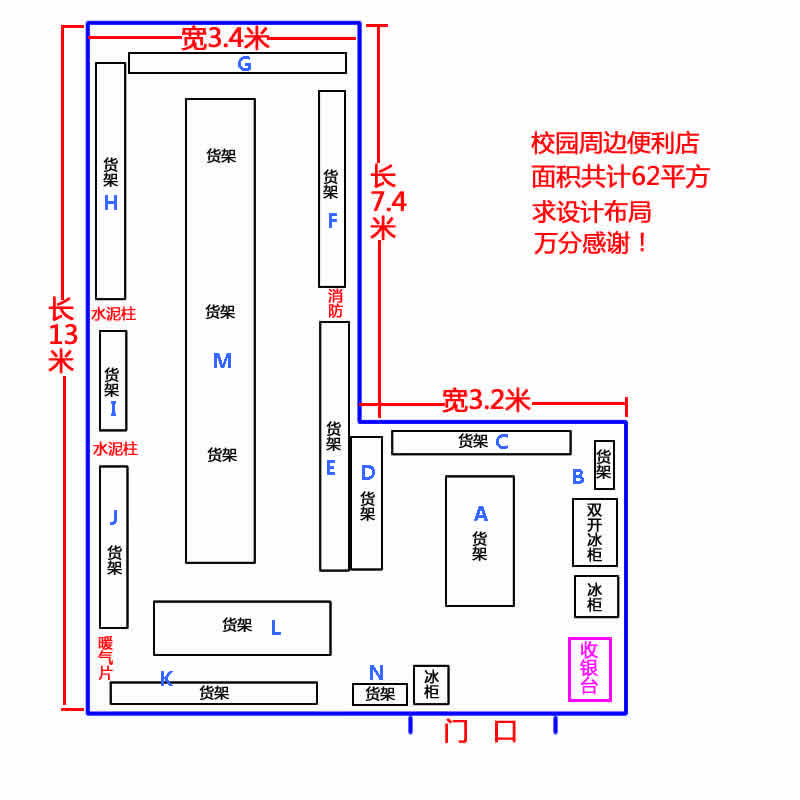 宽3.4米
G
货架
H
货架
货架
F
长
7.4
米
校园周边便利店
面积共计62平方
求设计布局
万分感谢！
消防
水泥柱
长
13
米
货架
M
货架
I
宽3.2米
货架
E
货架 C
水泥柱
货架
D
货架
B
货架
J
货架
A
货架
双开冰柜
冰柜
货架 L
暖气片
收银台
K
货架
N
货架
冰柜
门 口